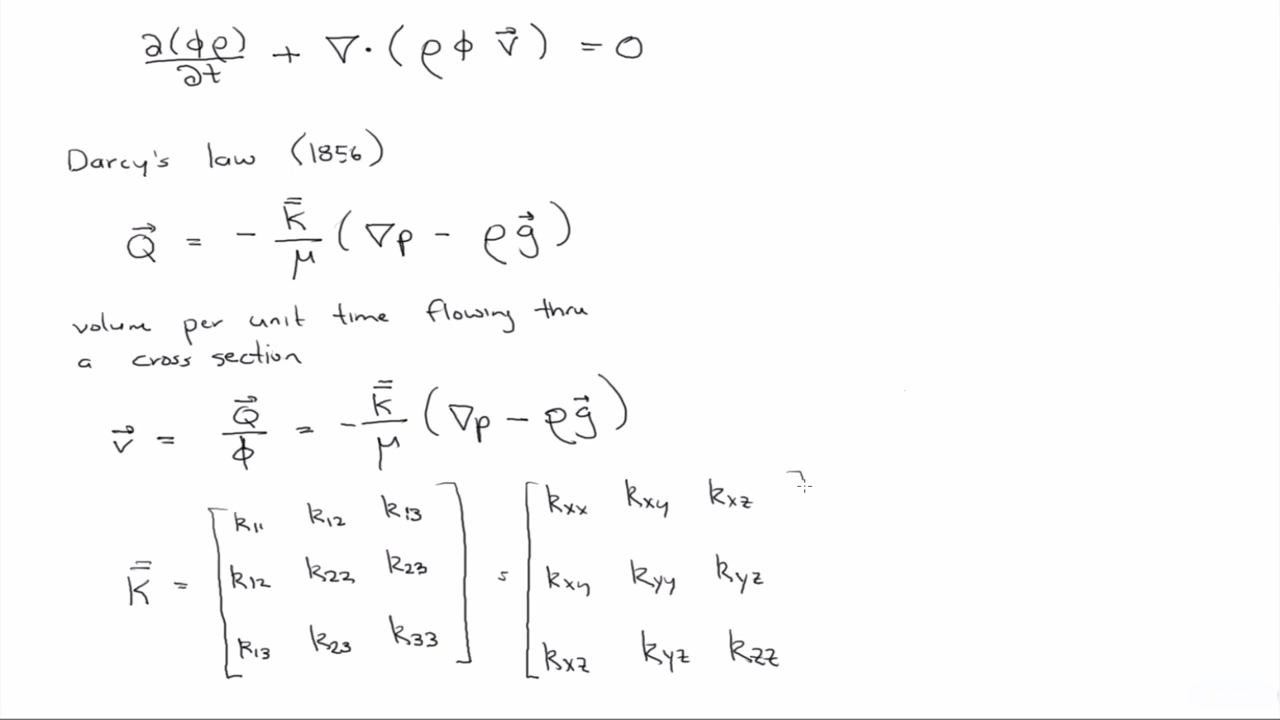 ∂(ϕρ)/∂t + ∇·(ρϕv⃗) = 0
Darcy's law (1856)
Q⃗ = - K̿/μ (∇p - ρg⃗)
volume per unit time flowing thru
a cross section
v⃗ = Q⃗/ϕ = - K̿/μ (∇p - ρg⃗)
K̿ = [k₁₁ k₁₂ k₁₃ = [kxx kxy kxz
k₁₂ k₂₂ k₂₃] kxy kyy kyz
k₁₃ k₂₃ k₃₃] kxz kyz kzz